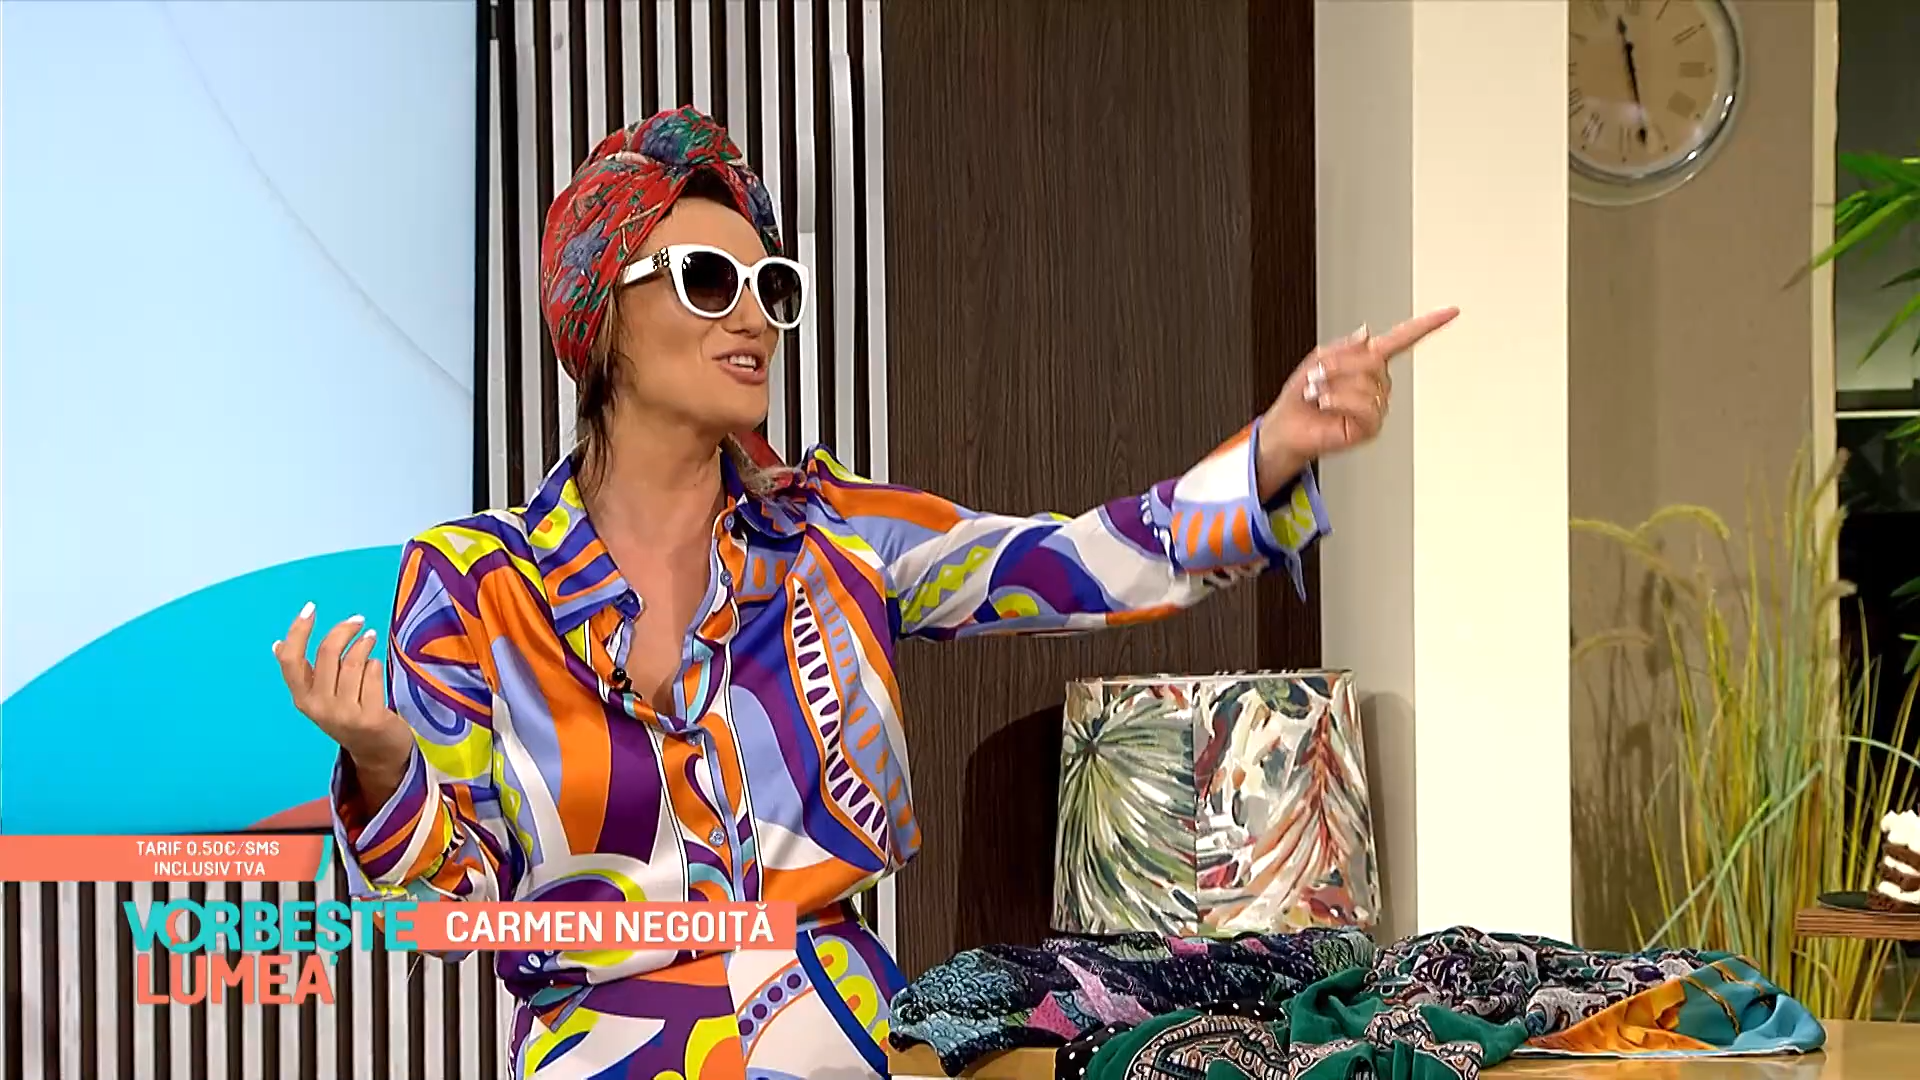 TARIF 0.50€/SMS
INCLUSIV TVA
VORBEȘTE
LUMEA
CARMEN NEGOIȚĂ